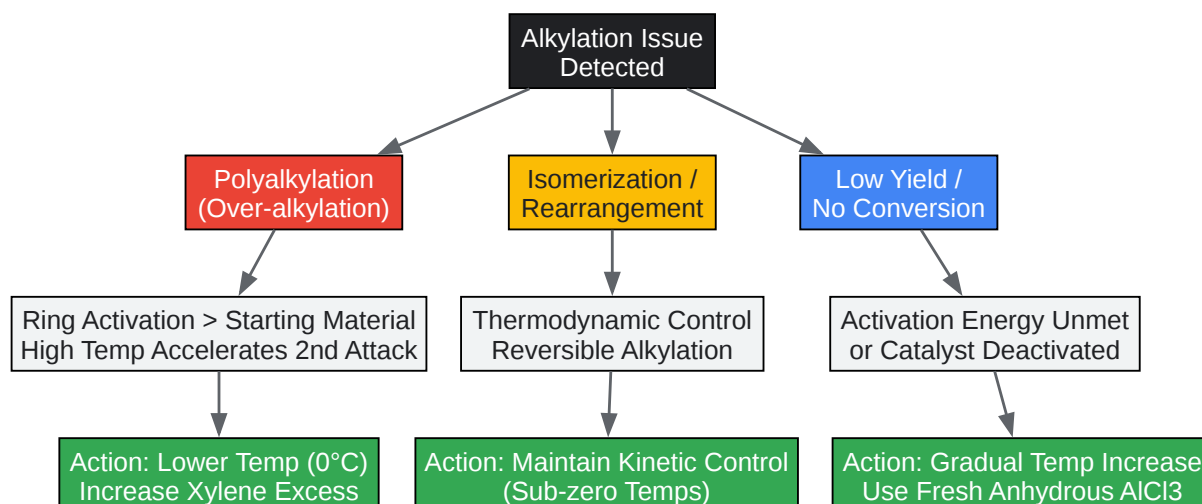 Alkylation Issue
Detected
Polyalkylation
(Over-alkylation)
Isomerization /
Rearrangement
Low Yield /
No Conversion
Ring Activation > Starting Material
High Temp Accelerates 2nd Attack
Thermodynamic Control
Reversible Alkylation
Activation Energy Unmet
or Catalyst Deactivated
Action: Lower Temp (0°C)
Increase Xylene Excess
Action: Maintain Kinetic Control
(Sub-zero Temps)
Action: Gradual Temp Increase
Use Fresh Anhydrous AlCl3